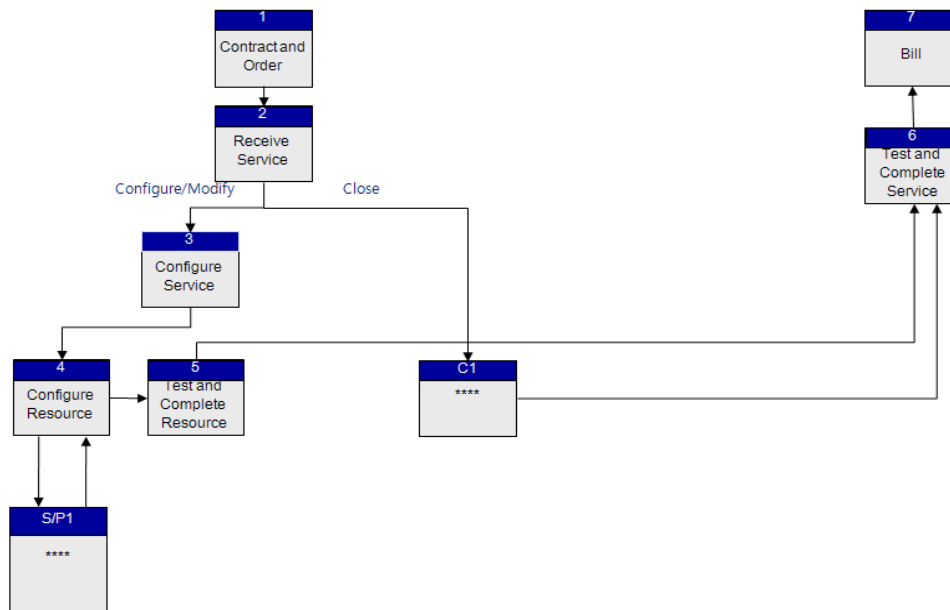 1
Contract and
Order
7
Bill
2
Receive
Service
6
Test and
Complete
Service
Configure/Modify
Close
3
Configure
Service
4
Configure
Resource
5
Test and
Complete
Resource
C1
****
S/P1
****